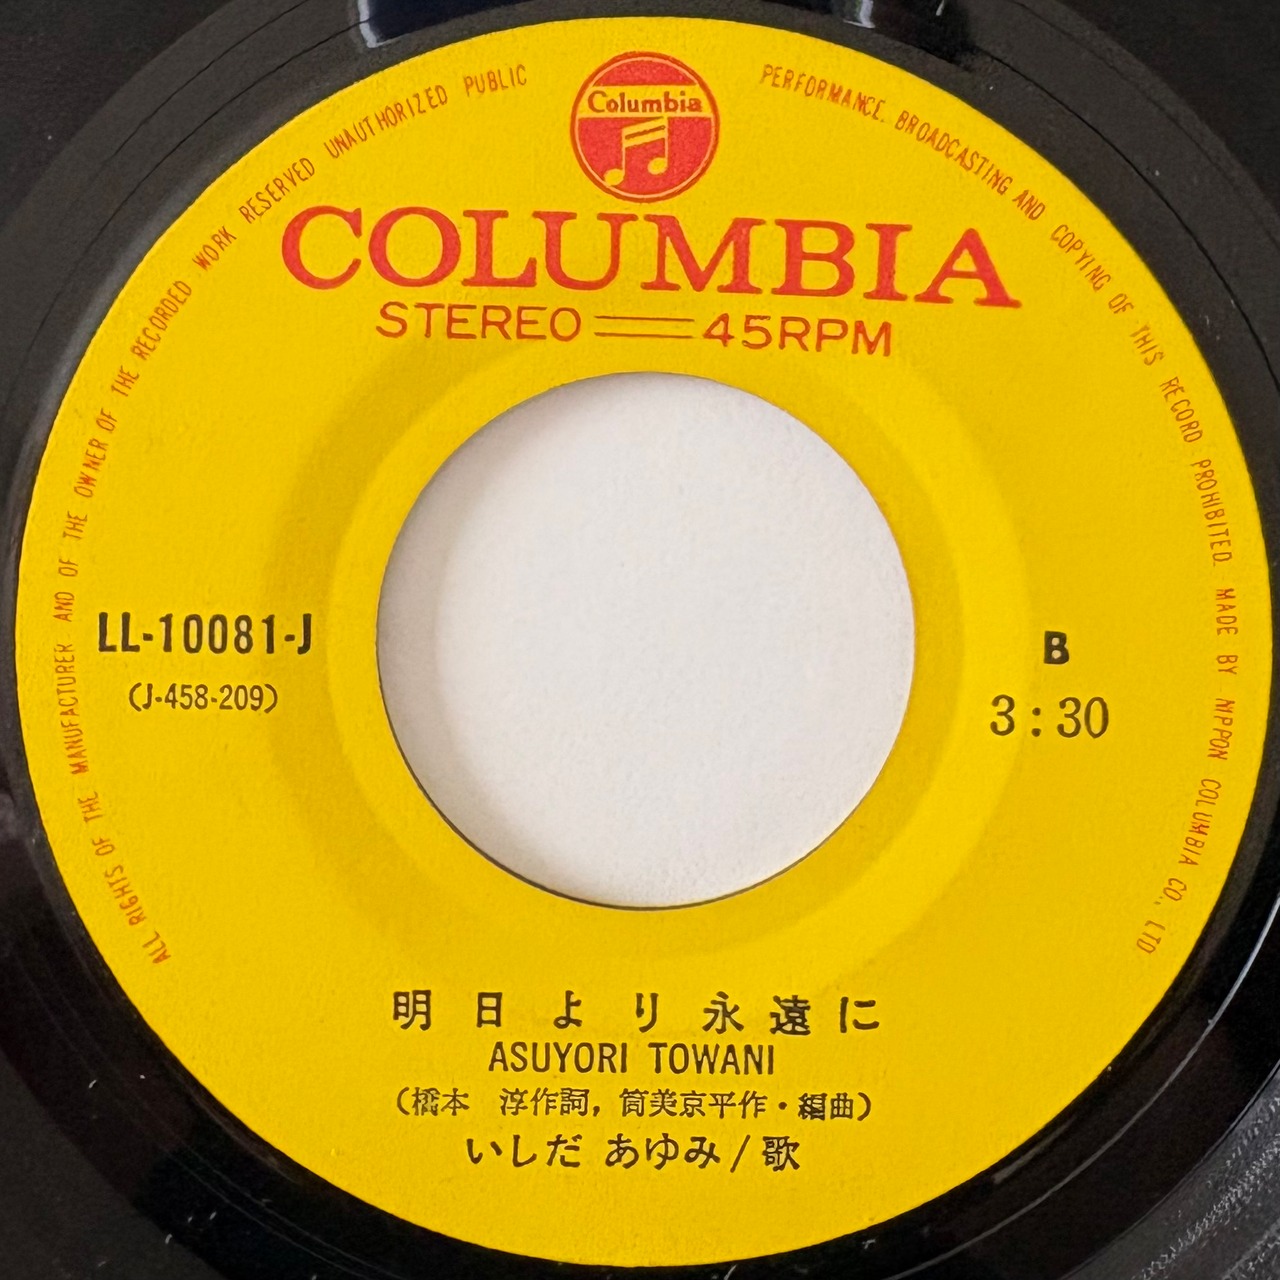 ALL RIGHTS OF THE MANUFACTURER AND OF THE OWNER OF THE RECORDED WORK RESERVED UNAUTHORIZED PUBLIC PERFORMANCE. BROADCASTING AND COPYING OF THIS RECORD PROHIBITED. MADE BY NIPPON COLUMBIA CO., LTD
Columbia
COLUMBIA
STEREO 45RPM
LL-10081-J
(J-458-209)
B
3:30
明日より永遠に
ASUYORI TOWANI
(橋本 淳作詞, 筒美京平作・編曲)
いしだ あゆみ/歌